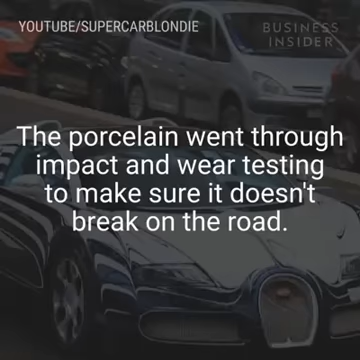 YOUTUBE/SUPERCARBLONDIE
BUSINESS
INSIDER
The porcelain went through
impact and wear testing
to make sure it doesn't
break on the road.